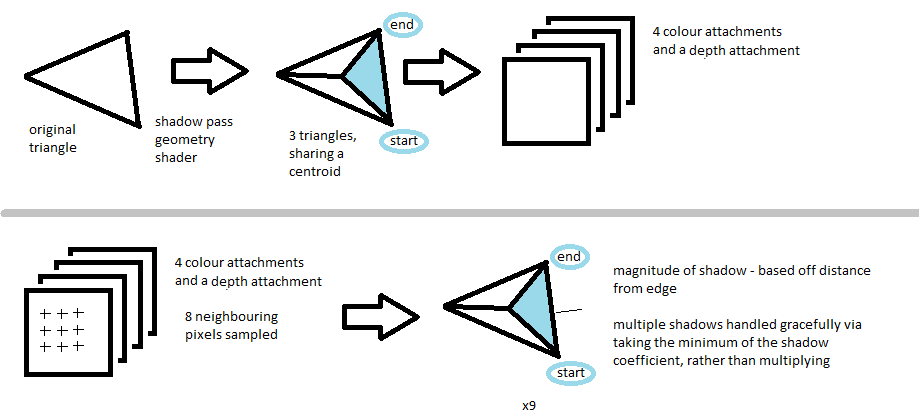 end
4 colour attachments
and a depth attachment
original
triangle
shadow pass
geometry
shader
3 triangles,
sharing a
centroid
start
4 colour attachments
and a depth attachment
8 neighbouring
pixels sampled
end
magnitude of shadow - based off distance
from edge
multiple shadows handled gracefully via
taking the minimum of the shadow
coefficient, rather than multiplying
start
x9